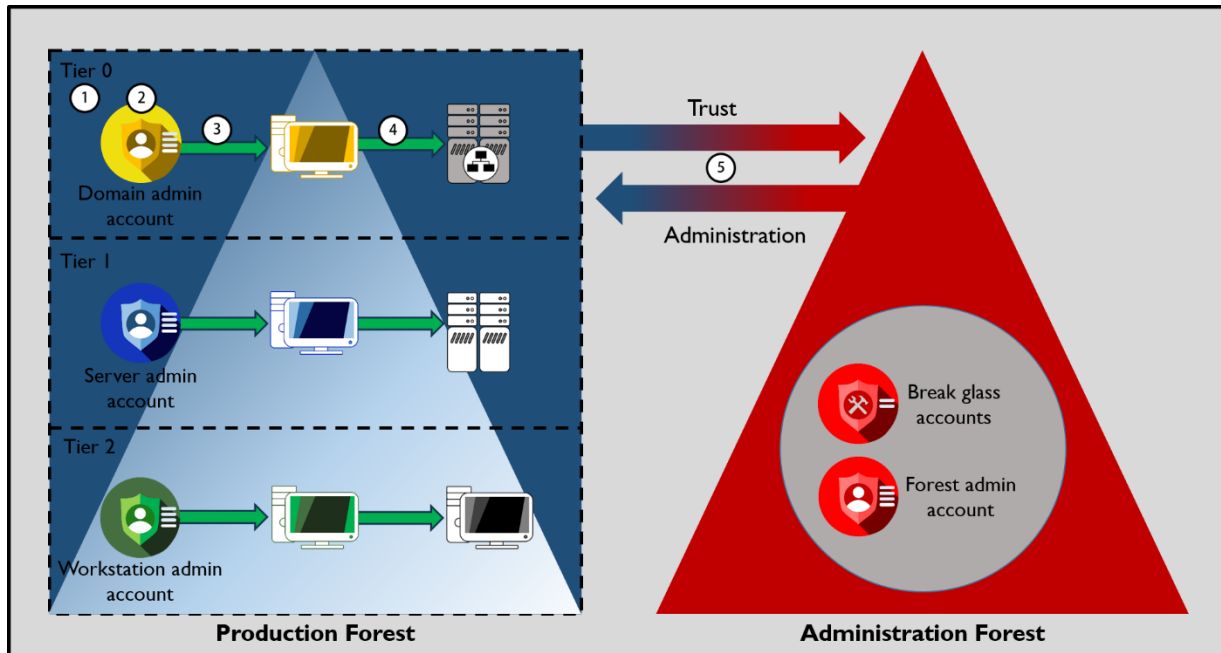 Tier 0
1
2
3
4
Domain admin
account
Trust
5
Administration
Tier 1
Server admin
account
Tier 2
Workstation admin
account
Break glass
accounts
Forest admin
account
Production Forest
Administration Forest